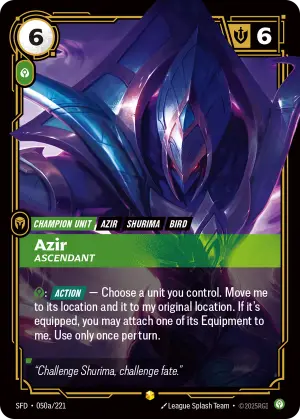 6
6
CHAMPION UNIT AZIR SHURIMA BIRD
Azir
ASCENDANT
: ACTION — Choose a unit you control. Move me
to its location and it to my original location. If it's
equipped, you may attach one of its Equipment to
me. Use only once per turn.
"Challenge Shurima, challenge fate."
SFD • 050a/221 League Splash Team ©2025RGI